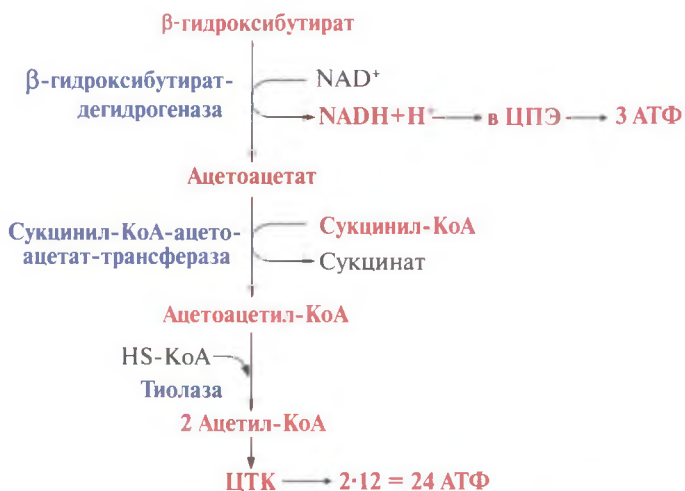 β-гидроксибутират
β-гидроксибутират-
дегидрогеназа
NAD⁺
NADH+H⁺ → в ЦПЭ → 3 АТФ
Ацетоацетат
Сукцинил-КоА-ацето-
ацетат-трансфераза
Сукцинил-КоА
Сукцинат
Ацетоацетил-КоА
HS-КоА
Тиолаза
2 Ацетил-КоА
ЦТК → 2·12 = 24 АТФ